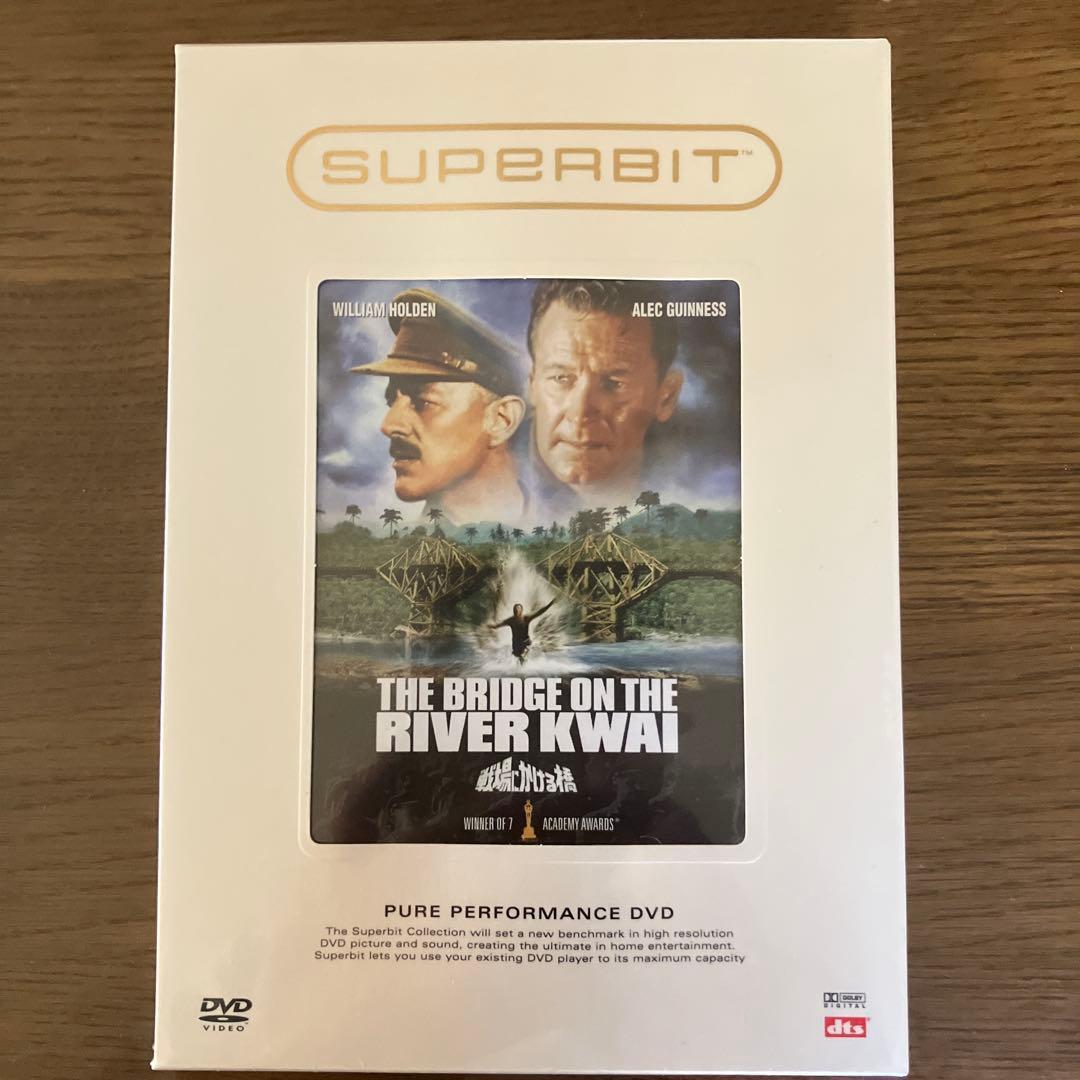 SUPERBIT™
WILLIAM HOLDEN ALEC GUINNESS
THE BRIDGE ON THE
RIVER KWAI
戦場にかける橋
WINNER OF 7 ACADEMY AWARDS®
PURE PERFORMANCE DVD
The Superbit Collection will set a new benchmark in high resolution
DVD picture and sound, creating the ultimate in home entertainment.
Superbit lets you use your existing DVD player to its maximum capacity
DVD
VIDEO™
DOLBY
DIGITAL
dts